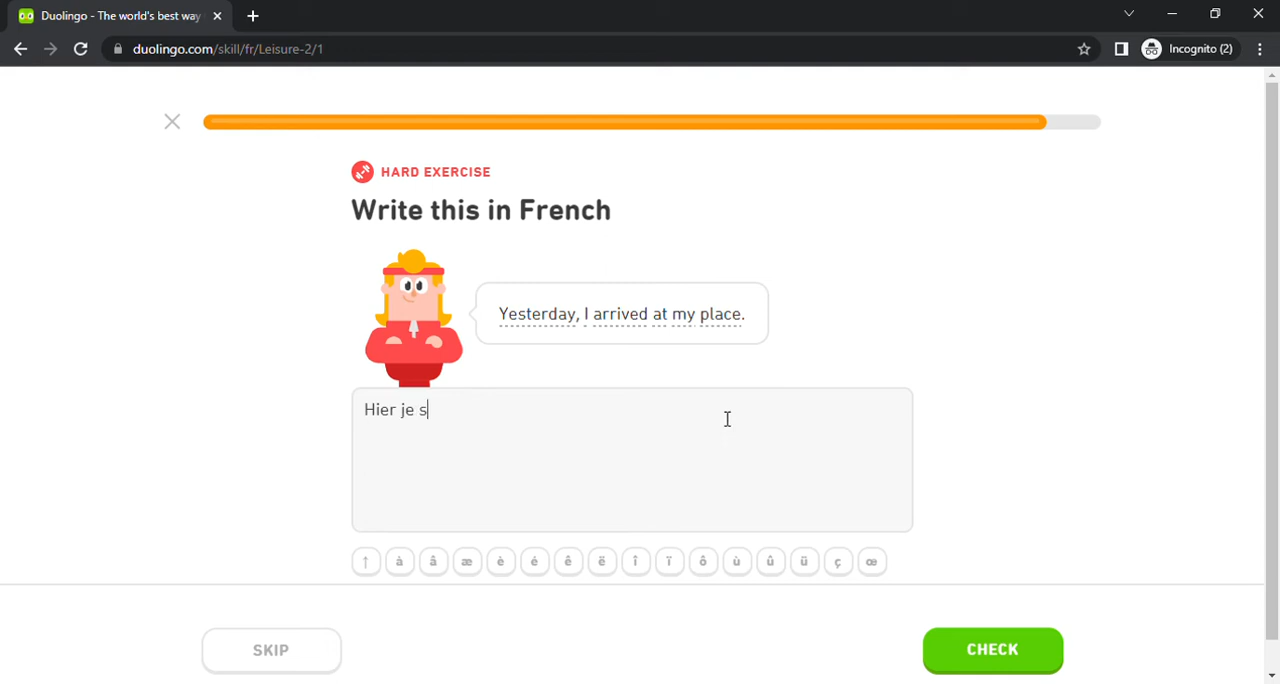 Duolingo - The world's best way
duolingo.com/skill/fr/Leisure-2/1
Incognito (2)
HARD EXERCISE
Write this in French
Yesterday, I arrived at my place.
Hier je s
↑ à â æ è é ê ë î ï ô ù û ü ç œ
SKIP
CHECK